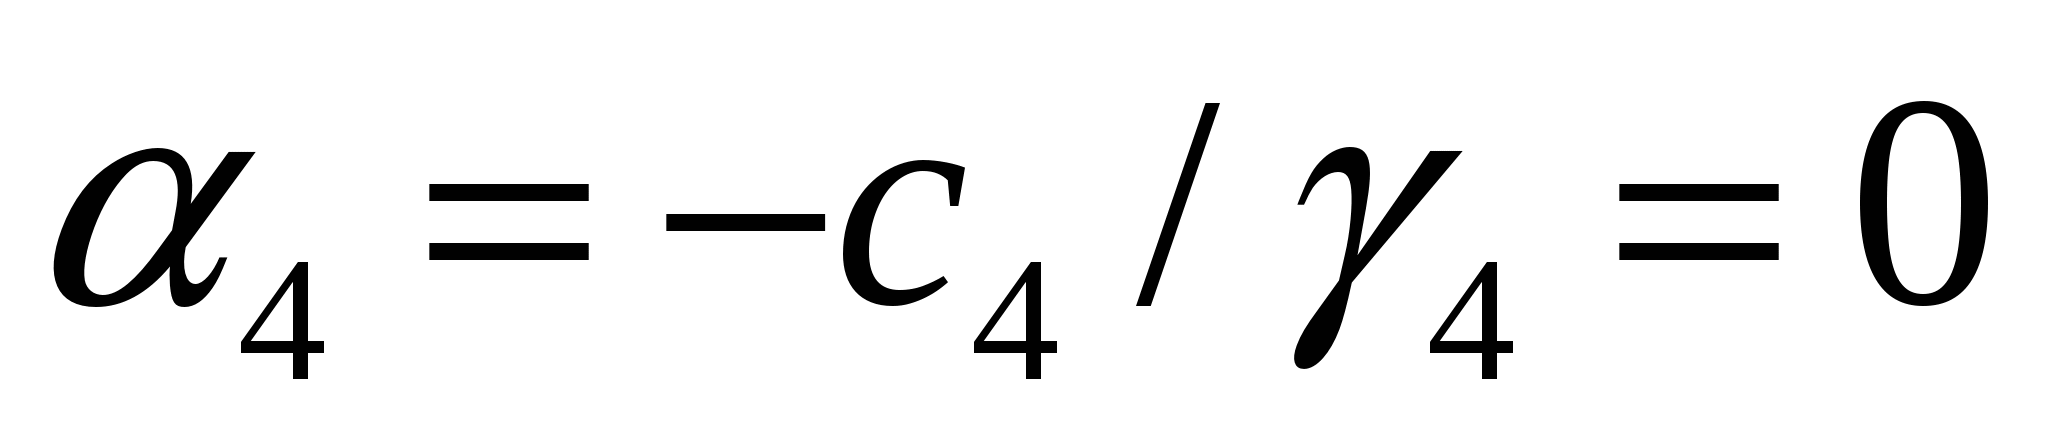 α₄ = −c₄ / γ₄ = 0